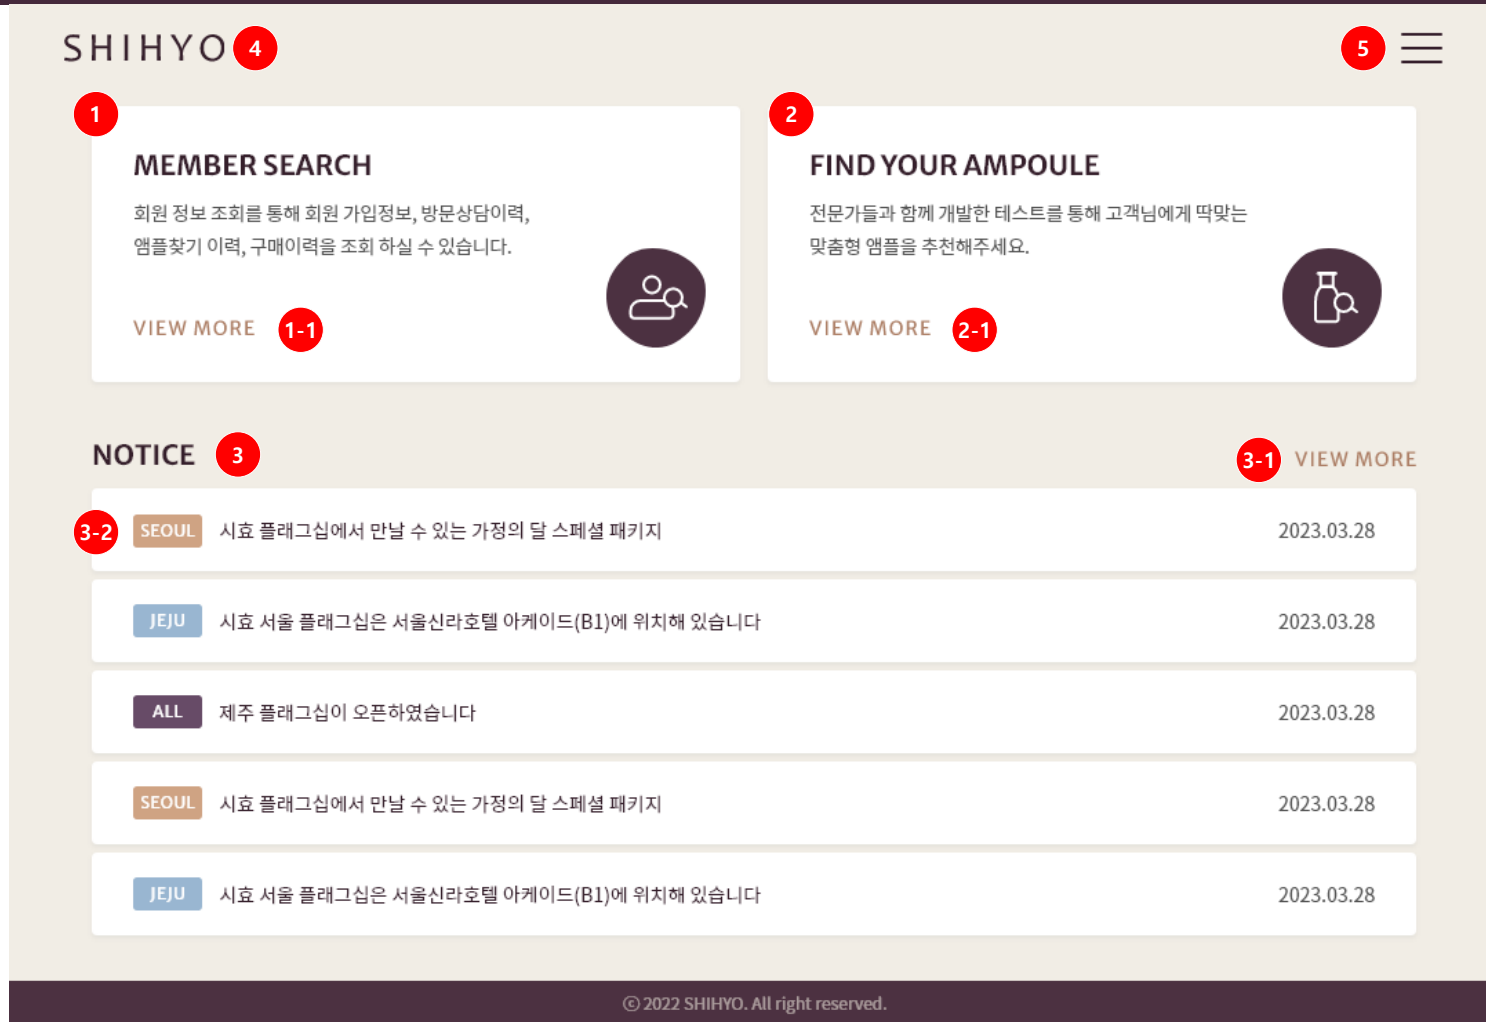 SHIHYO 4
5
1
MEMBER SEARCH
회원 정보 조회를 통해 회원 가입정보, 방문상담이력,
앰플찾기 이력, 구매이력을 조회 하실 수 있습니다.
VIEW MORE 1-1
2
FIND YOUR AMPOULE
전문가들과 함께 개발한 테스트를 통해 고객님에게 딱맞는
맞춤형 앰플을 추천해주세요.
VIEW MORE 2-1
NOTICE 3
3-1 VIEW MORE
3-2 SEOUL 시효 플래그십에서 만날 수 있는 가정의 달 스페셜 패키지 2023.03.28
JEJU 시효 서울 플래그십은 서울신라호텔 아케이드(B1)에 위치해 있습니다 2023.03.28
ALL 제주 플래그십이 오픈하였습니다 2023.03.28
SEOUL 시효 플래그십에서 만날 수 있는 가정의 달 스페셜 패키지 2023.03.28
JEJU 시효 서울 플래그십은 서울신라호텔 아케이드(B1)에 위치해 있습니다 2023.03.28
ⓒ 2022 SHIHYO. All right reserved.